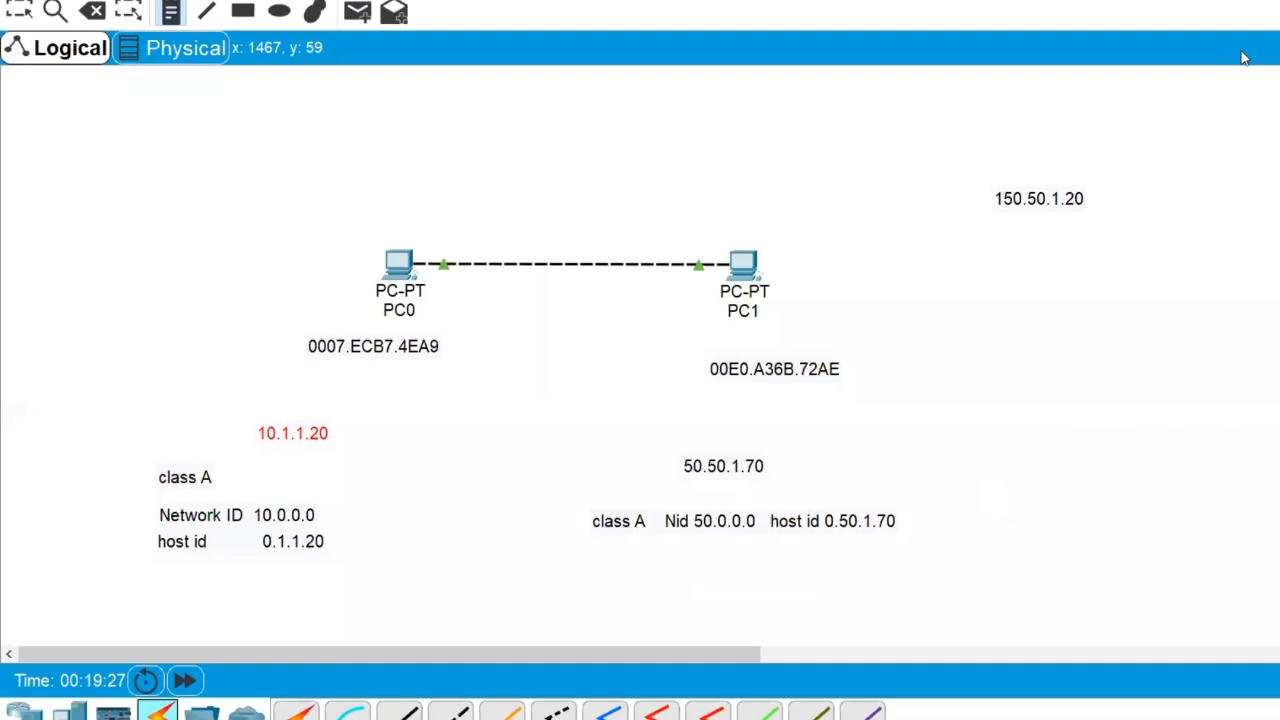 Logical Physical x: 1467, y: 59
150.50.1.20
PC-PT
PC0
PC-PT
PC1
0007.ECB7.4EA9
00E0.A36B.72AE
10.1.1.20
class A
Network ID 10.0.0.0
host id 0.1.1.20
50.50.1.70
class A Nid 50.0.0.0 host id 0.50.1.70
Time: 00:19:27